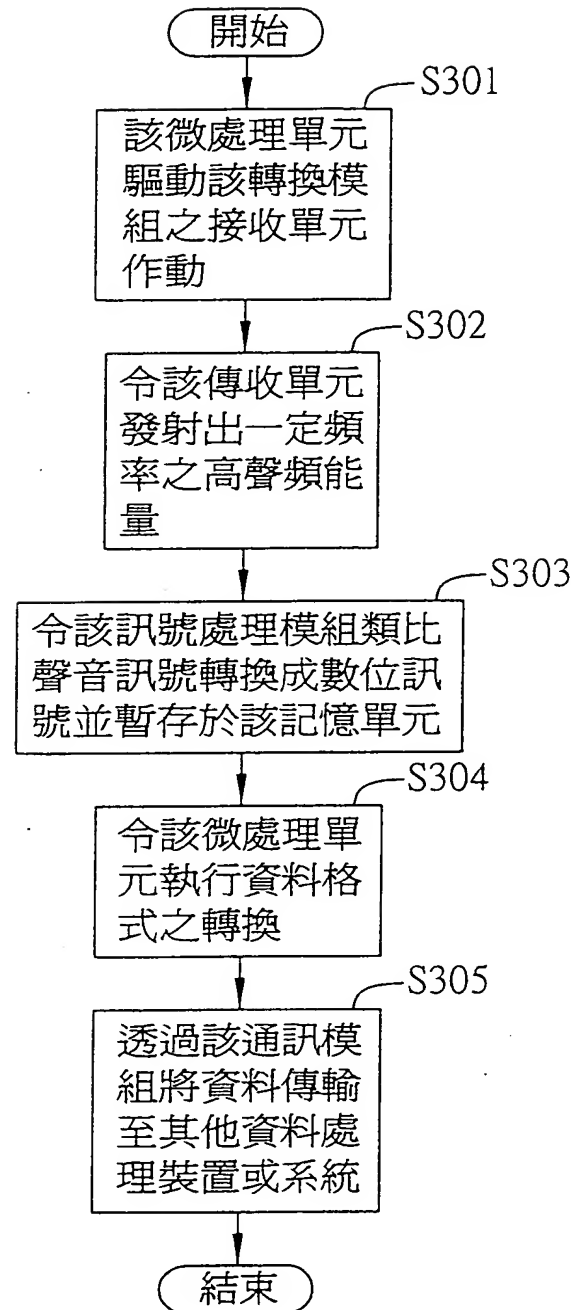 開始
S301
該微處理單元
驅動該轉換模
組之接收單元
作動
S302
令該傳收單元
發射出一定頻
率之高聲頻能
量
S303
令該訊號處理模組類比
聲音訊號轉換成數位訊
號並暫存於該記憶單元
S304
令該微處理單
元執行資料格
式之轉換
S305
透過該通訊模
組將資料傳輸
至其他資料處
理裝置或系統
結束